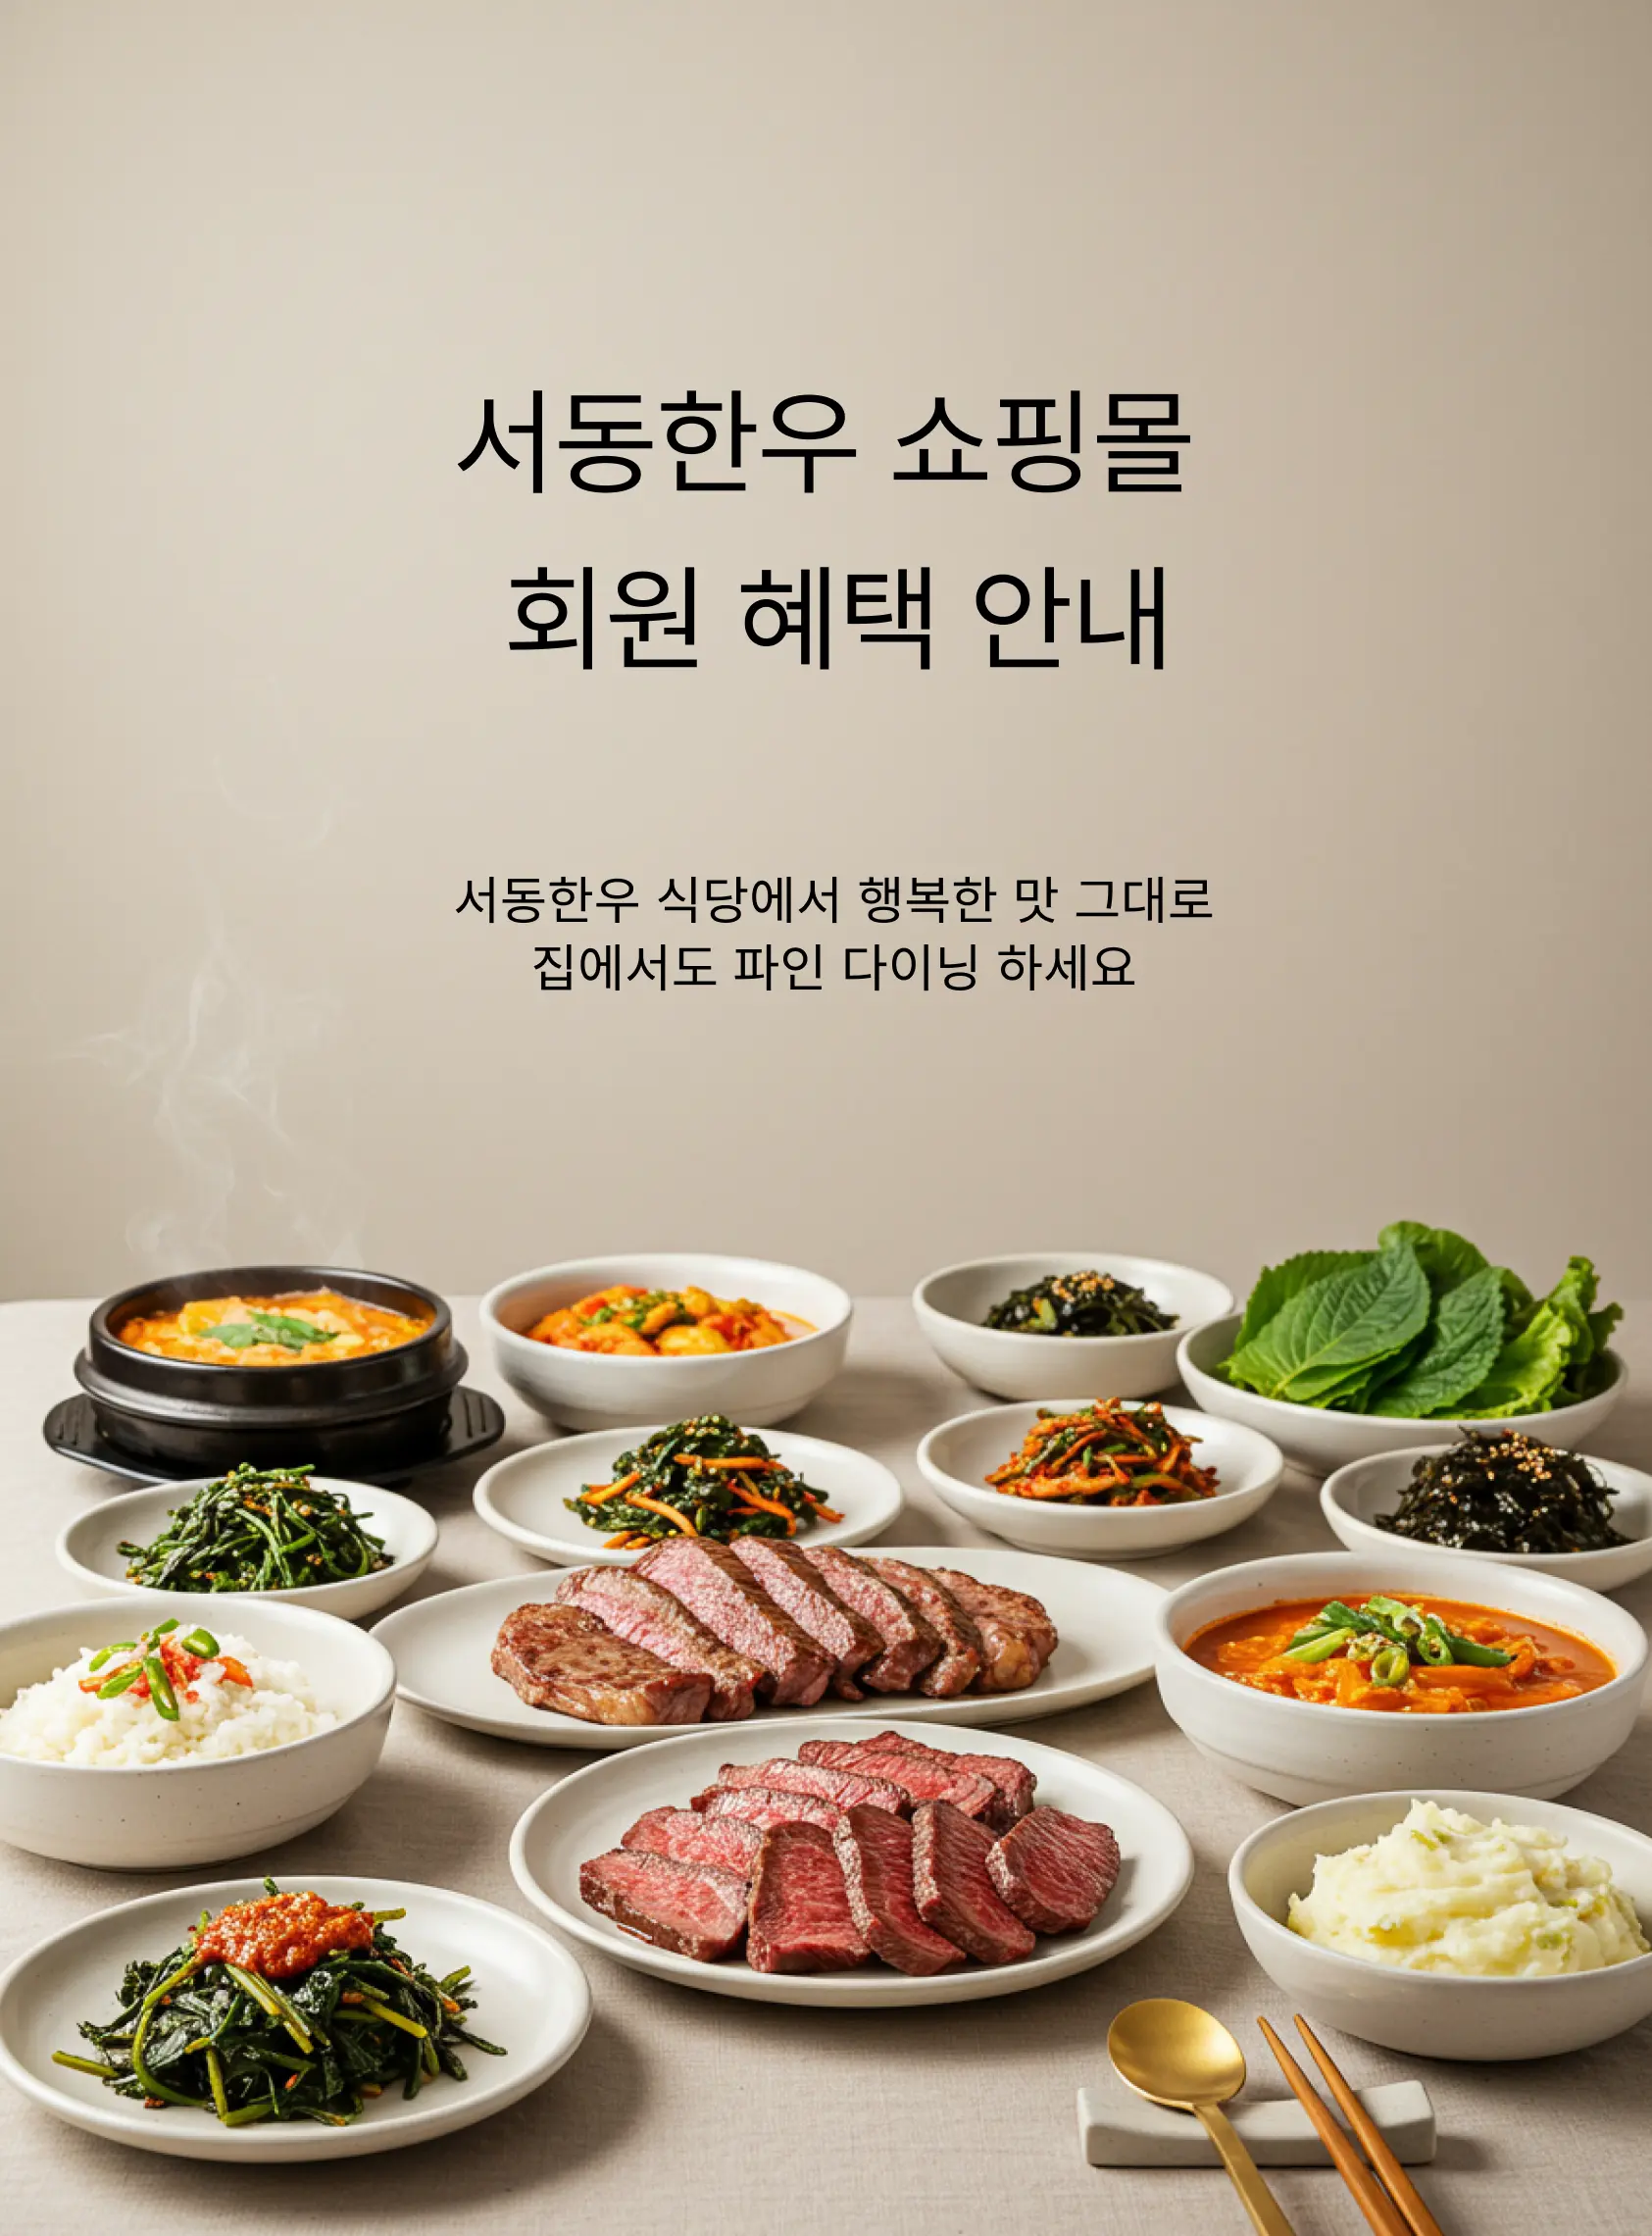 서동한우 쇼핑몰
회원 혜택 안내
서동한우 식당에서 행복한 맛 그대로
집에서도 파인 다이닝 하세요